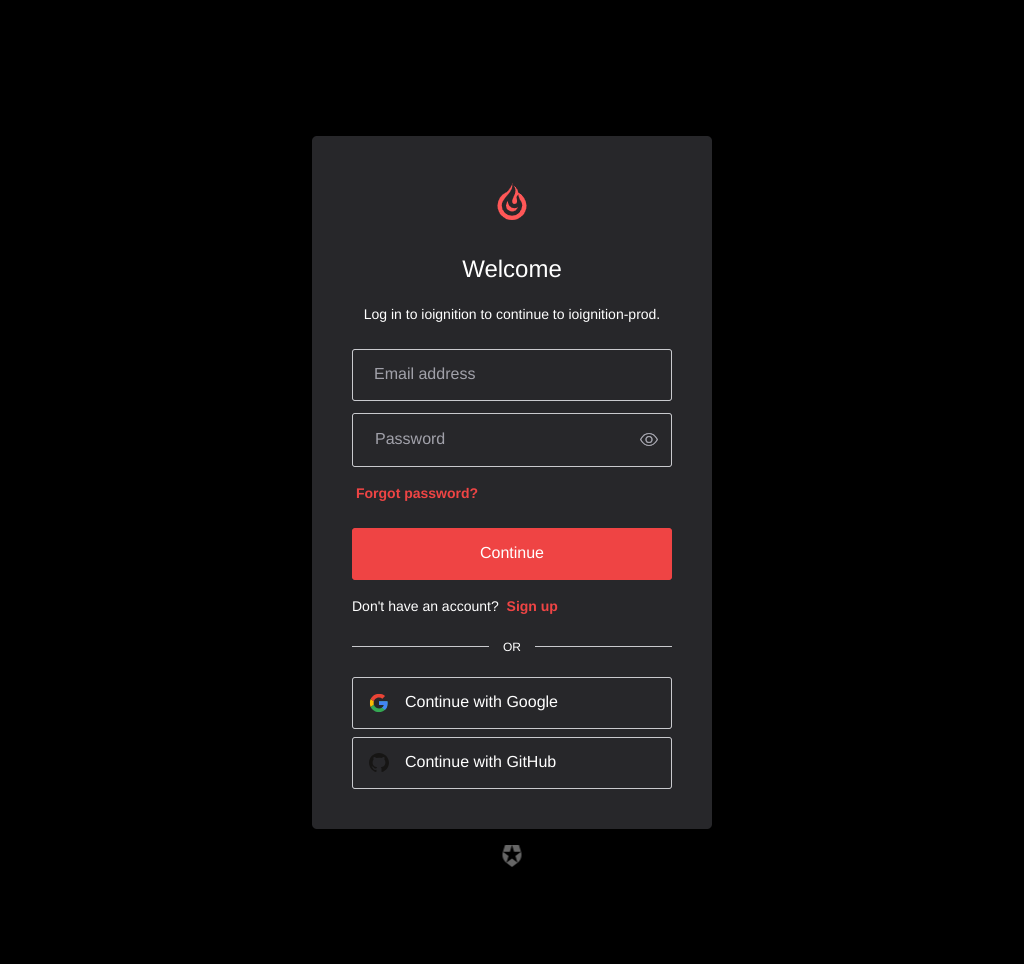 Welcome
Log in to ioignition to continue to ioignition-prod.
Email address
Password
Forgot password?
Continue
Don't have an account? Sign up
OR
Continue with Google
Continue with GitHub